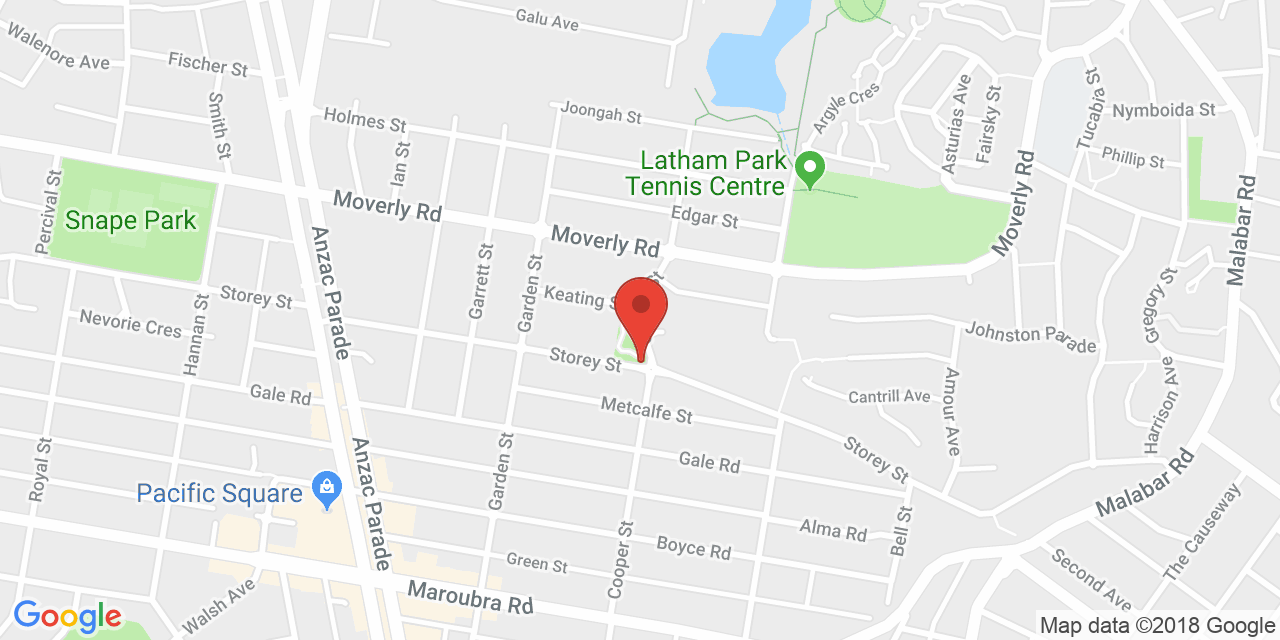 Galu Ave
Walenore Ave
Fischer St
Smith St
Holmes St
Joongah St
Argyle Cres
Asturias Ave
Fairsky St
Tucabia St
Nymboida St
Phillip St
Ian St
Latham Park
Tennis Centre
Percival St
Snape Park
Moverly Rd
Edgar St
Moverly Rd
Moverly Rd
Malabar Rd
Anzac Parade
Garrett St
Garden St
Keating
St
Storey St
Nevorie Cres
Hannan St
Gregory St
Johnston Parade
Storey St
Gale Rd
Metcalfe St
Cantrill Ave
Armour Ave
Harrison Ave
Royal St
Anzac Parade
Garden St
Gale Rd
Storey St
Malabar Rd
Pacific Square
Alma Rd
Bell St
The Causeway
Boyce Rd
Green St
Cooper St
Second Ave
Walsh Ave
Maroubra Rd
Google
Map data ©2018 Google